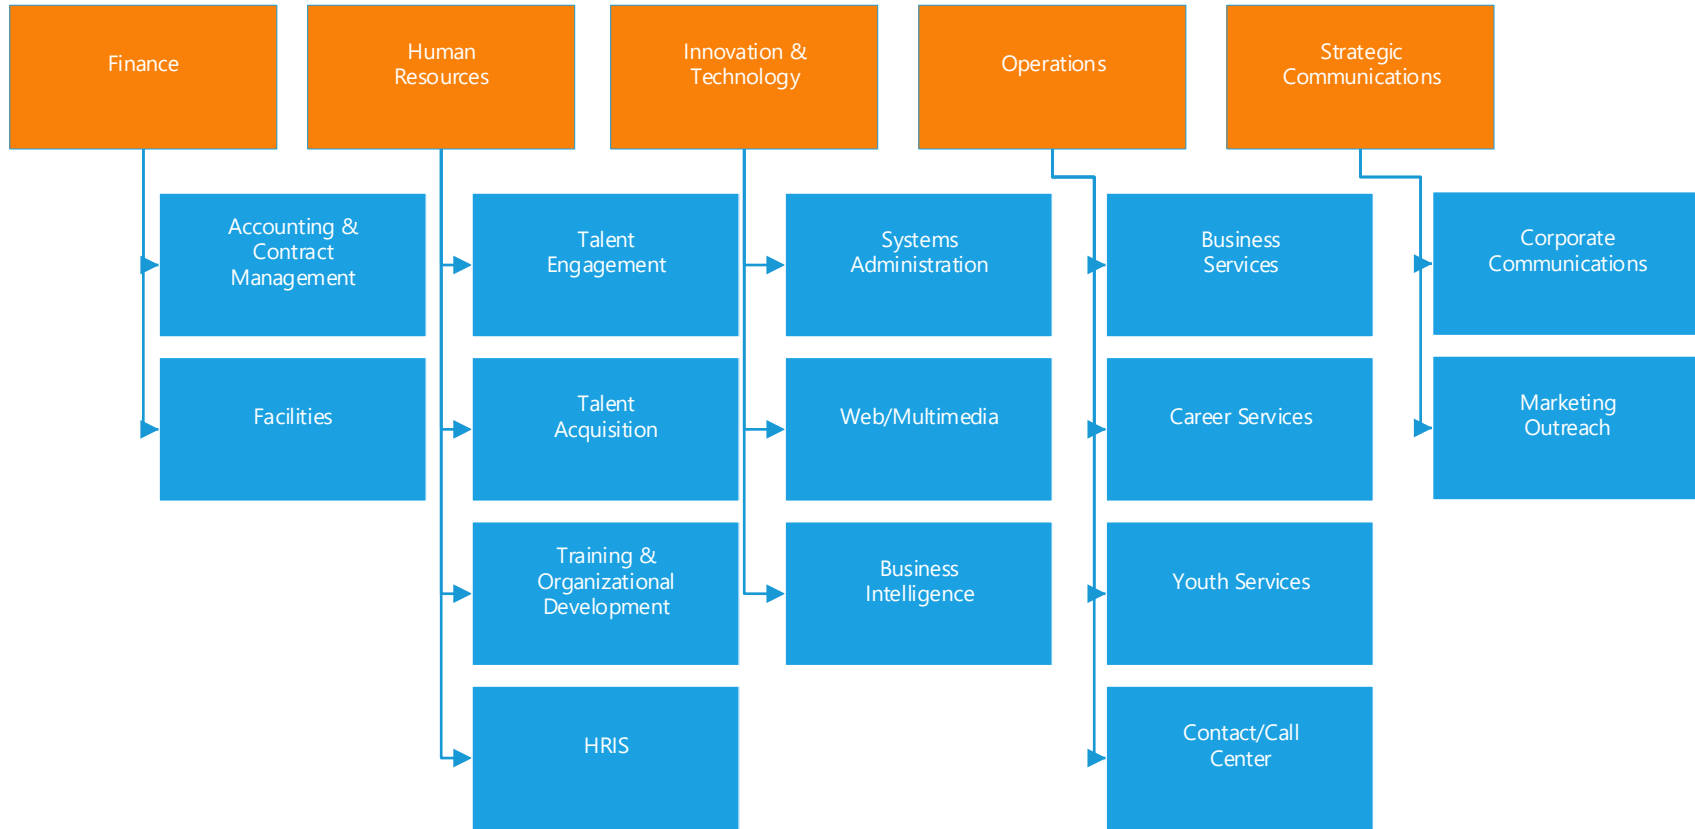 Finance
Human
Resources
Innovation &
Technology
Operations
Strategic
Communications
Accounting &
Contract
Management
Facilities
Talent
Engagement
Talent
Acquisition
Training &
Organizational
Development
HRIS
Systems
Administration
Web/Multimedia
Business
Intelligence
Business
Services
Career Services
Youth Services
Contact/Call
Center
Corporate
Communications
Marketing
Outreach